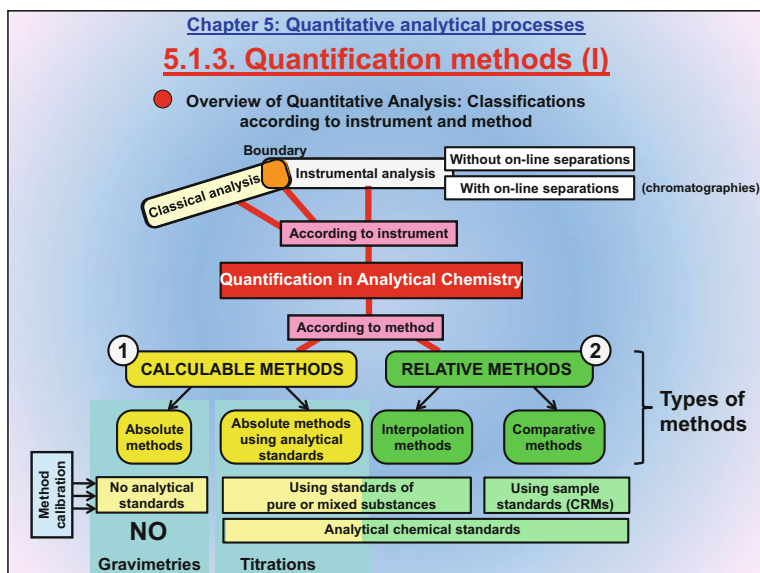 Chapter 5: Quantitative analytical processes
5.1.3. Quantification methods (I)
Overview of Quantitative Analysis: Classifications
according to instrument and method
Boundary
Classical analysis
Instrumental analysis
Without on-line separations
With on-line separations
(chromatographies)
According to instrument
Quantification in Analytical Chemistry
According to method
1
CALCULABLE METHODS
2
RELATIVE METHODS
Types of
methods
Absolute
methods
Absolute methods
using analytical
standards
Interpolation
methods
Comparative
methods
Method
calibration
No analytical
standards
Using standards of
pure or mixed substances
Using sample
standards (CRMs)
NO
Analytical chemical standards
Gravimetries
Titrations